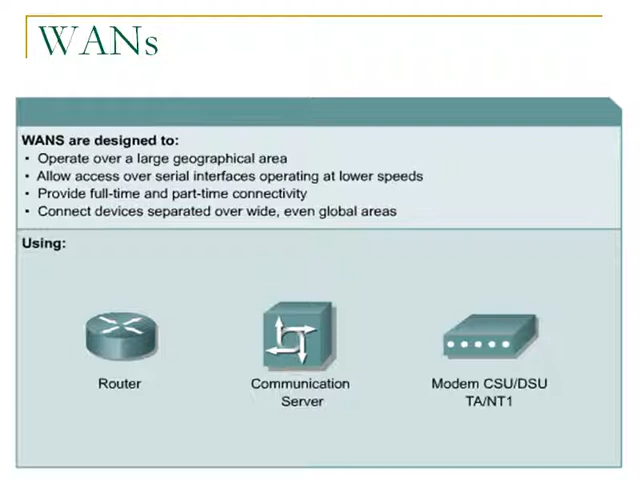 WANs
WANS are designed to:
• Operate over a large geographical area
• Allow access over serial interfaces operating at lower speeds
• Provide full-time and part-time connectivity
• Connect devices separated over wide, even global areas
Using:
Router
Communication
Server
Modem CSU/DSU
TA/NT1